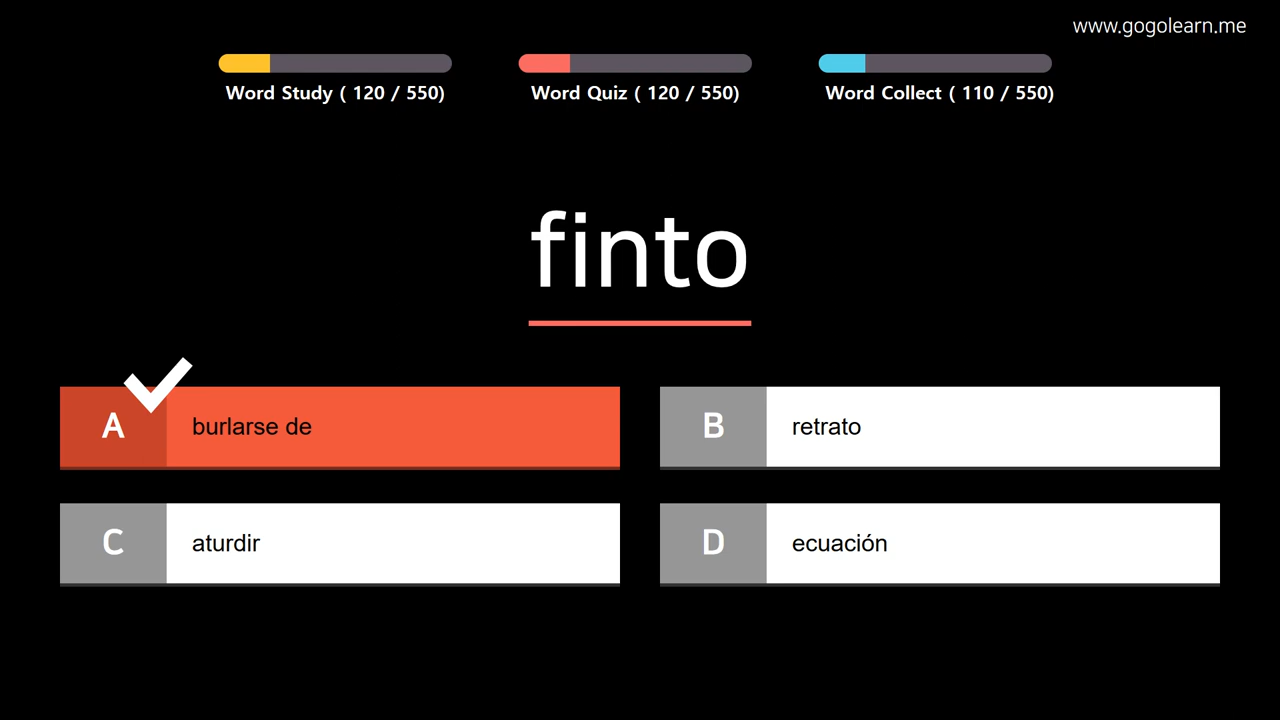 www.gogolearn.me
Word Study ( 120 / 550)
Word Quiz ( 120 / 550)
Word Collect ( 110 / 550)
finto
A
burlarse de
B
retrato
C
aturdir
D
ecuación